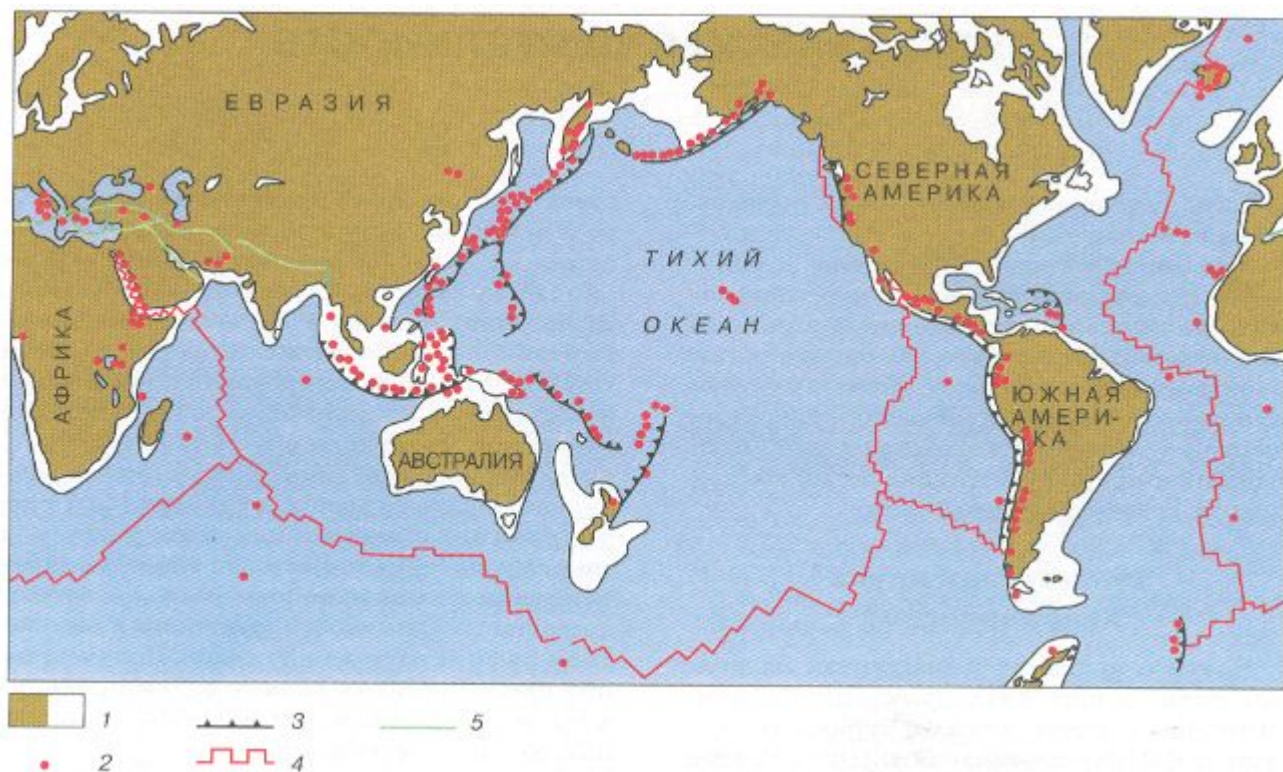 ЕВРАЗИЯ
СЕВЕРНАЯ
АМЕРИКА
ТИХИЙ
ОКЕАН
АФРИКА
ЮЖНАЯ
АМЕРИ-
КА
АВСТРАЛИЯ
1 3 5
2 4